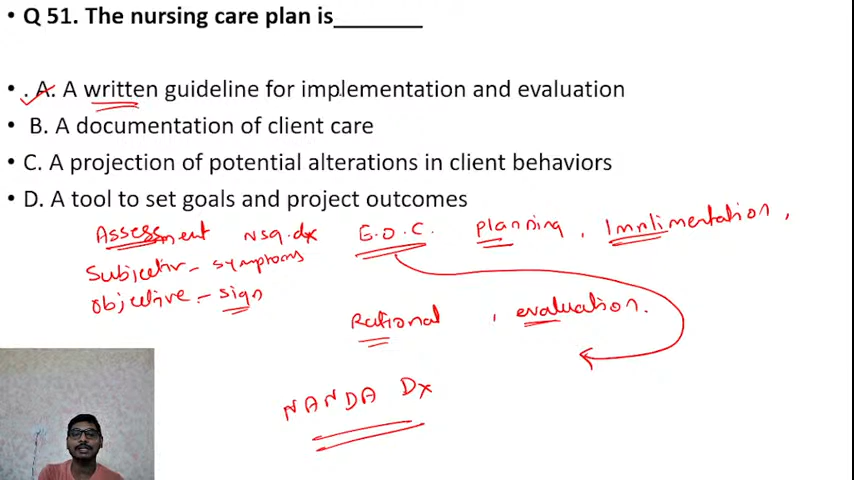 • Q 51. The nursing care plan is________
• . A. A written guideline for implementation and evaluation
• B. A documentation of client care
• C. A projection of potential alterations in client behaviors
• D. A tool to set goals and project outcomes
Assessment Nsg.dx E.O.C. planning, Implimentation,
Subjective - symptoms
Objective - sign
Rational, evaluation.
NANDA Dx